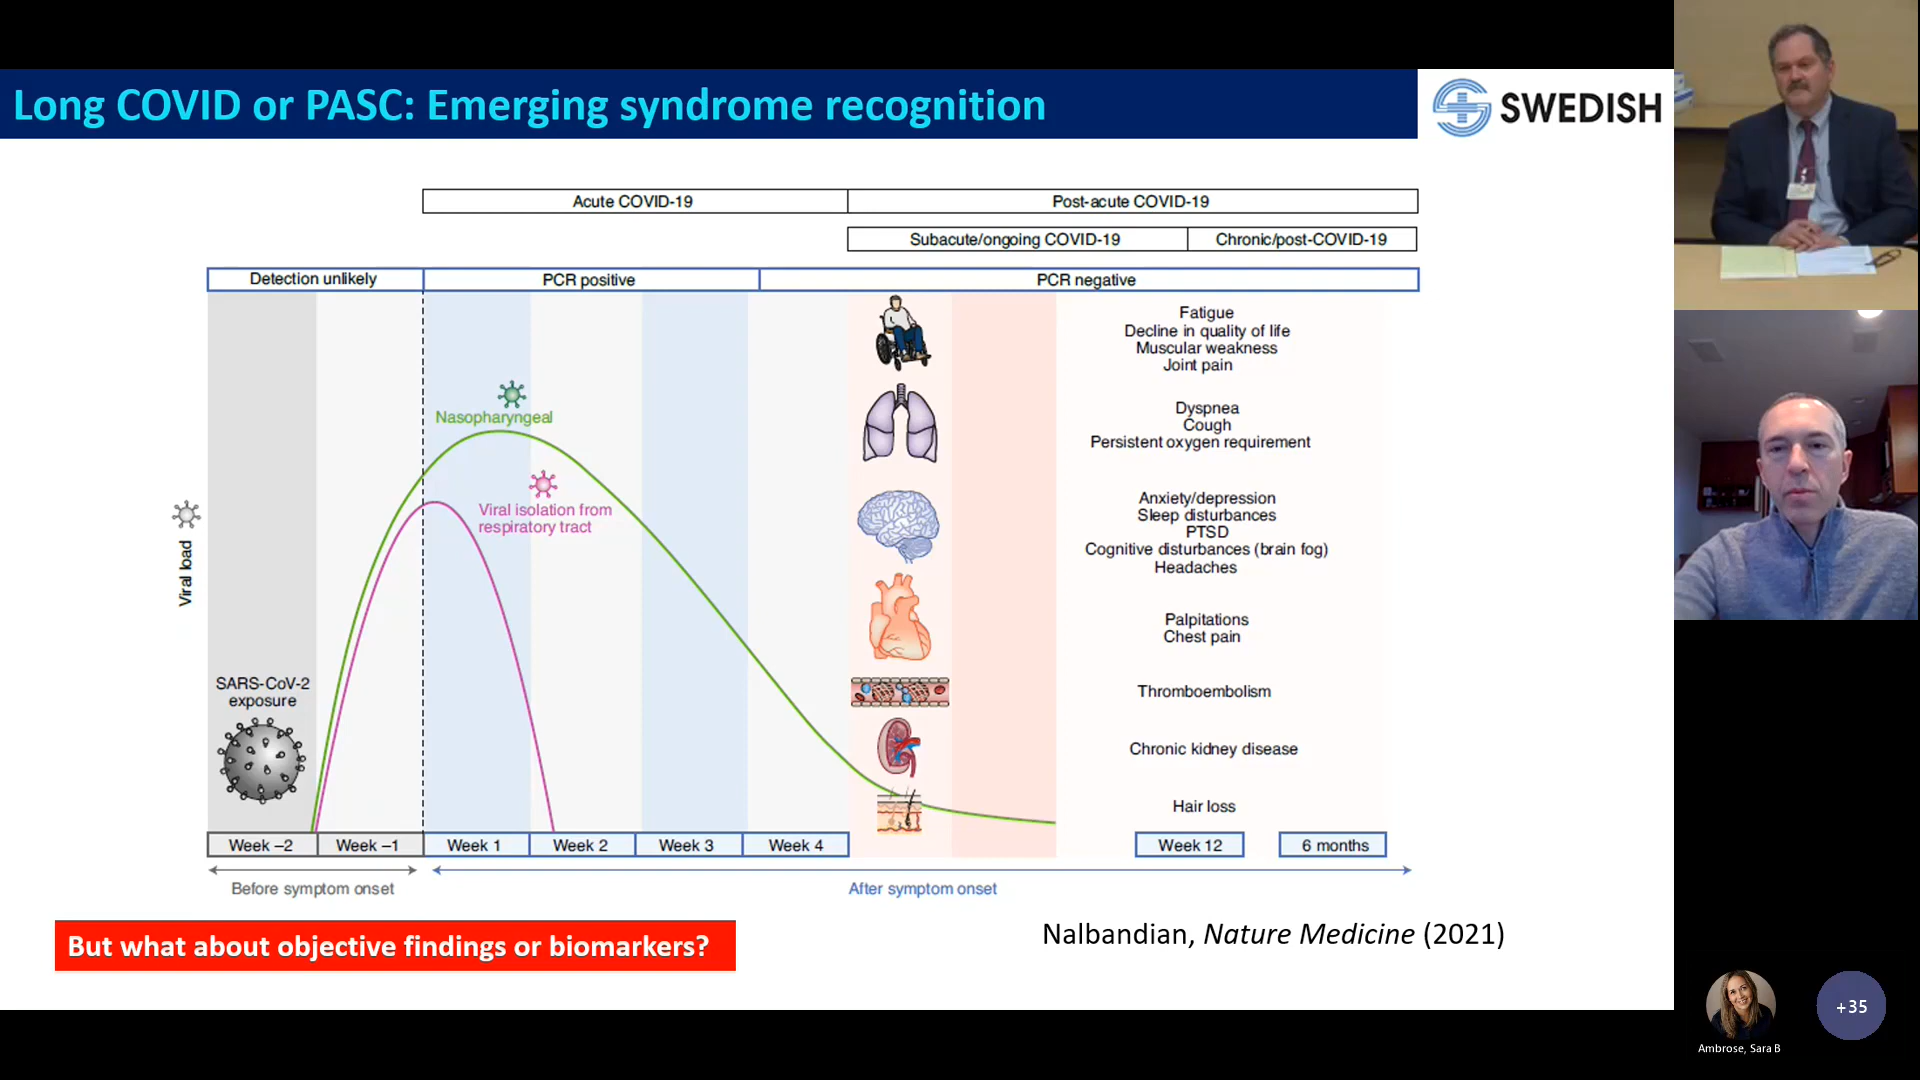 Long COVID or PASC: Emerging syndrome recognition
SWEDISH
Acute COVID-19
Post-acute COVID-19
Subacute/ongoing COVID-19
Chronic/post-COVID-19
Detection unlikely
PCR positive
PCR negative
Fatigue
Decline in quality of life
Muscular weakness
Joint pain
Nasopharyngeal
Dyspnea
Cough
Persistent oxygen requirement
Viral isolation from
respiratory tract
Anxiety/depression
Sleep disturbances
PTSD
Cognitive disturbances (brain fog)
Headaches
Viral load
Palpitations
Chest pain
SARS-CoV-2
exposure
Thromboembolism
Chronic kidney disease
Hair loss
Week –2
Week –1
Week 1
Week 2
Week 3
Week 4
Week 12
6 months
Before symptom onset
After symptom onset
But what about objective findings or biomarkers?
Nalbandian, Nature Medicine (2021)
+35
Ambrose, Sara B